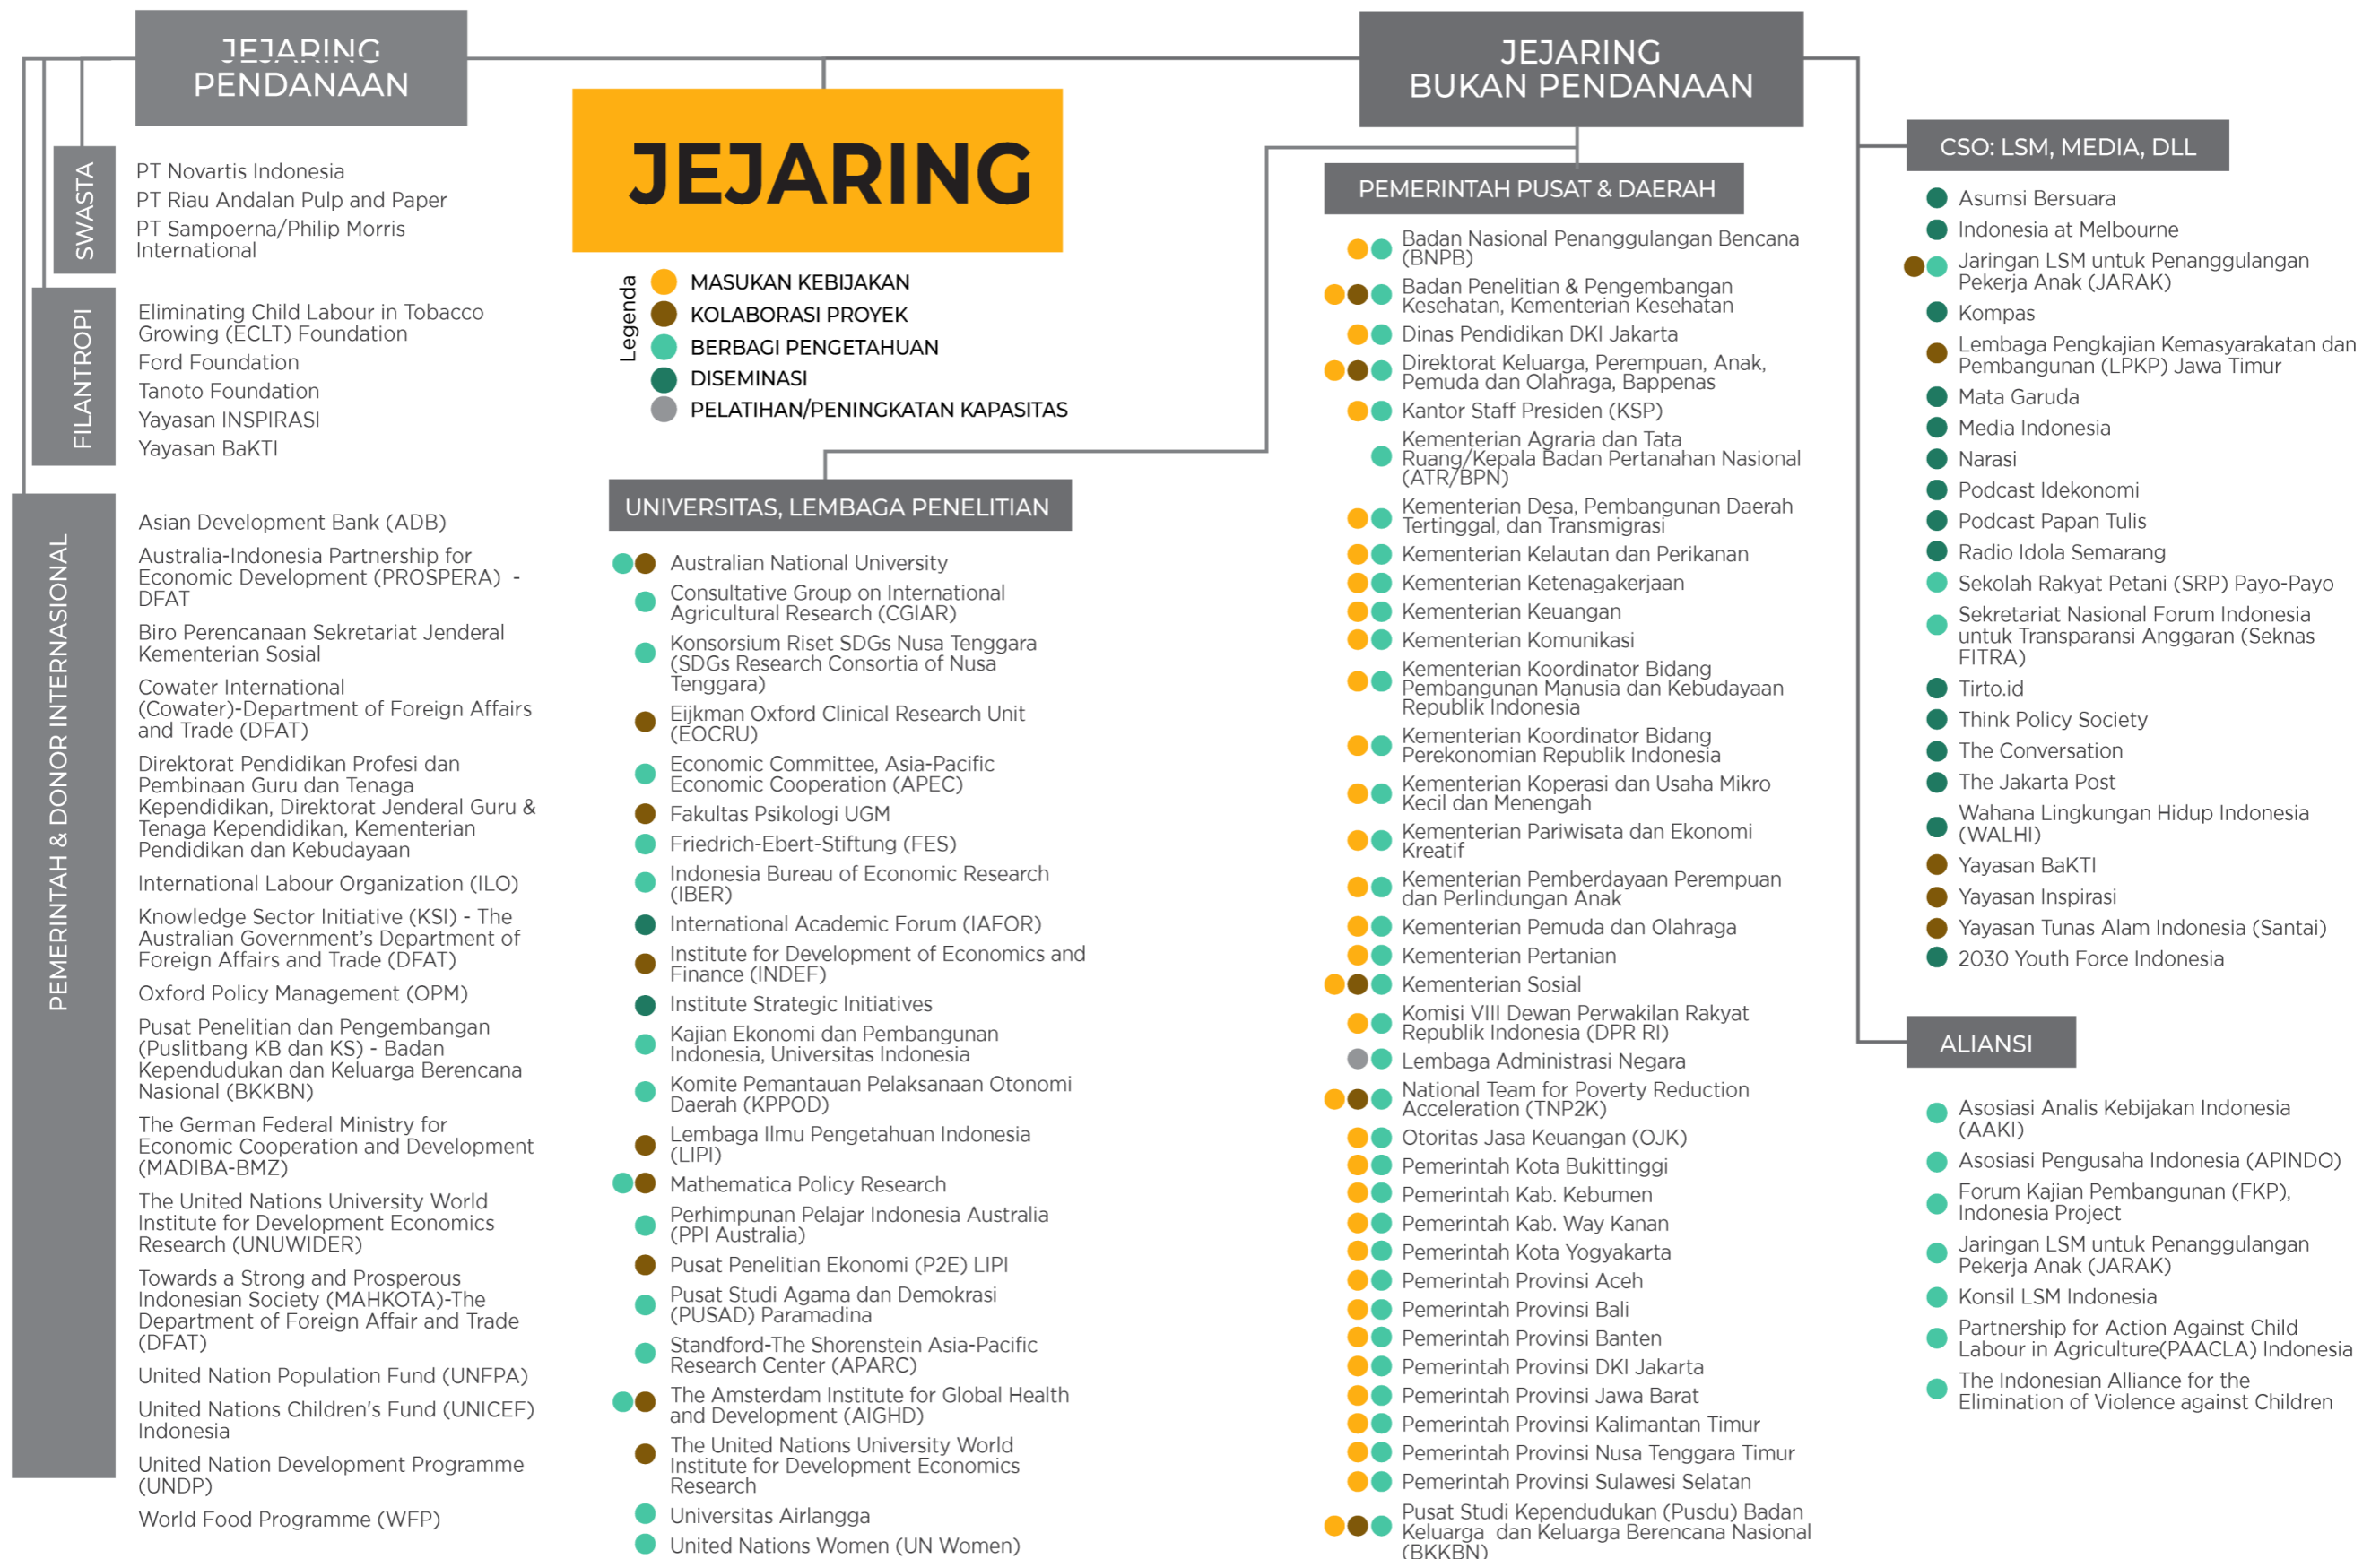 JEJARING
PENDANAAN
SWASTA
PT Novartis Indonesia
PT Riau Andalan Pulp and Paper
PT Sampoerna/Philip Morris
International
FILANTROPI
Eliminating Child Labour in Tobacco
Growing (ECLT) Foundation
Ford Foundation
Tanoto Foundation
Yayasan INSPIRASI
Yayasan BaKTI
PEMERINTAH & DONOR INTERNASIONAL
Asian Development Bank (ADB)
Australia-Indonesia Partnership for
Economic Development (PROSPERA) -
DFAT
Biro Perencanaan Sekretariat Jenderal
Kementerian Sosial
Cowater International
(Cowater)-Department of Foreign Affairs
and Trade (DFAT)
Direktorat Pendidikan Profesi dan
Pembinaan Guru dan Tenaga
Kependidikan, Direktorat Jenderal Guru &
Tenaga Kependidikan, Kementerian
Pendidikan dan Kebudayaan
International Labour Organization (ILO)
Knowledge Sector Initiative (KSI) - The
Australian Government's Department of
Foreign Affairs and Trade (DFAT)
Oxford Policy Management (OPM)
Pusat Penelitian dan Pengembangan
(Puslitbang KB dan KS) - Badan
Kependudukan dan Keluarga Berencana
Nasional (BKKBN)
The German Federal Ministry for
Economic Cooperation and Development
(MADIBA-BMZ)
The United Nations University World
Institute for Development Economics
Research (UNUWIDER)
Towards a Strong and Prosperous
Indonesian Society (MAHKOTA)-The
Department of Foreign Affair and Trade
(DFAT)
United Nation Population Fund (UNFPA)
United Nations Children's Fund (UNICEF)
Indonesia
United Nation Development Programme
(UNDP)
World Food Programme (WFP)
JEJARING
Legenda
MASUKAN KEBIJAKAN
KOLABORASI PROYEK
BERBAGI PENGETAHUAN
DISEMINASI
PELATIHAN/PENINGKATAN KAPASITAS
UNIVERSITAS, LEMBAGA PENELITIAN
Australian National University
Consultative Group on International
Agricultural Research (CGIAR)
Konsorsium Riset SDGs Nusa Tenggara
(SDGs Research Consortia of Nusa
Tenggara)
Eijkman Oxford Clinical Research Unit
(EOCRU)
Economic Committee, Asia-Pacific
Economic Cooperation (APEC)
Fakultas Psikologi UGM
Friedrich-Ebert-Stiftung (FES)
Indonesia Bureau of Economic Research
(IBER)
International Academic Forum (IAFOR)
Institute for Development of Economics and
Finance (INDEF)
Institute Strategic Initiatives
Kajian Ekonomi dan Pembangunan
Indonesia, Universitas Indonesia
Komite Pemantauan Pelaksanaan Otonomi
Daerah (KPPOD)
Lembaga Ilmu Pengetahuan Indonesia
(LIPI)
Mathematica Policy Research
Perhimpunan Pelajar Indonesia Australia
(PPI Australia)
Pusat Penelitian Ekonomi (P2E) LIPI
Pusat Studi Agama dan Demokrasi
(PUSAD) Paramadina
Standford-The Shorenstein Asia-Pacific
Research Center (APARC)
The Amsterdam Institute for Global Health
and Development (AIGHD)
The United Nations University World
Institute for Development Economics
Research
Universitas Airlangga
United Nations Women (UN Women)
JEJARING
BUKAN PENDANAAN
PEMERINTAH PUSAT & DAERAH
Badan Nasional Penanggulangan Bencana
(BNPB)
Badan Penelitian & Pengembangan
Kesehatan, Kementerian Kesehatan
Dinas Pendidikan DKI Jakarta
Direktorat Keluarga, Perempuan, Anak,
Pemuda dan Olahraga, Bappenas
Kantor Staff Presiden (KSP)
Kementerian Agraria dan Tata
Ruang/Kepala Badan Pertanahan Nasional
(ATR/BPN)
Kementerian Desa, Pembangunan Daerah
Tertinggal, dan Transmigrasi
Kementerian Kelautan dan Perikanan
Kementerian Ketenagakerjaan
Kementerian Keuangan
Kementerian Komunikasi
Kementerian Koordinator Bidang
Pembangunan Manusia dan Kebudayaan
Republik Indonesia
Kementerian Koordinator Bidang
Perekonomian Republik Indonesia
Kementerian Koperasi dan Usaha Mikro
Kecil dan Menengah
Kementerian Pariwisata dan Ekonomi
Kreatif
Kementerian Pemberdayaan Perempuan
dan Perlindungan Anak
Kementerian Pemuda dan Olahraga
Kementerian Pertanian
Kementerian Sosial
Komisi VIII Dewan Perwakilan Rakyat
Republik Indonesia (DPR RI)
Lembaga Administrasi Negara
National Team for Poverty Reduction
Acceleration (TNP2K)
Otoritas Jasa Keuangan (OJK)
Pemerintah Kota Bukittinggi
Pemerintah Kab. Kebumen
Pemerintah Kab. Way Kanan
Pemerintah Kota Yogyakarta
Pemerintah Provinsi Aceh
Pemerintah Provinsi Bali
Pemerintah Provinsi Banten
Pemerintah Provinsi DKI Jakarta
Pemerintah Provinsi Jawa Barat
Pemerintah Provinsi Kalimantan Timur
Pemerintah Provinsi Nusa Tenggara Timur
Pemerintah Provinsi Sulawesi Selatan
Pusat Studi Kependudukan (Pusdu) Badan
Keluarga dan Keluarga Berencana Nasional
(BKKBN)
CSO: LSM, MEDIA, DLL
Asumsi Bersuara
Indonesia at Melbourne
Jaringan LSM untuk Penanggulangan
Pekerja Anak (JARAK)
Kompas
Lembaga Pengkajian Kemasyarakatan dan
Pembangunan (LPKP) Jawa Timur
Mata Garuda
Media Indonesia
Narasi
Podcast Idekonomi
Podcast Papan Tulis
Radio Idola Semarang
Sekolah Rakyat Petani (SRP) Payo-Payo
Sekretariat Nasional Forum Indonesia
untuk Transparansi Anggaran (Seknas
FITRA)
Tirto.id
Think Policy Society
The Conversation
The Jakarta Post
Wahana Lingkungan Hidup Indonesia
(WALHI)
Yayasan BaKTI
Yayasan Inspirasi
Yayasan Tunas Alam Indonesia (Santai)
2030 Youth Force Indonesia
ALIANSI
Asosiasi Analis Kebijakan Indonesia
(AAKI)
Asosiasi Pengusaha Indonesia (APINDO)
Forum Kajian Pembangunan (FKP),
Indonesia Project
Jaringan LSM untuk Penanggulangan
Pekerja Anak (JARAK)
Konsil LSM Indonesia
Partnership for Action Against Child
Labour in Agriculture(PAACLA) Indonesia
The Indonesian Alliance for the
Elimination of Violence against Children